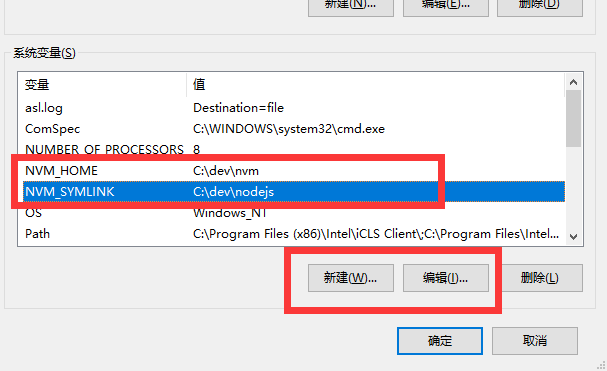 新建(N)... 编辑(E)... 删除(D)
系统变量(S)
变量 值
asl.log Destination=file
ComSpec C:\WINDOWS\system32\cmd.exe
NUMBER_OF_PROCESSORS 8
NVM_HOME C:\dev\nvm
NVM_SYMLINK C:\dev\nodejs
OS Windows_NT
Path C:\Program Files (x86)\Intel\iCLS Client\;C:\Program Files\Intel...
新建(W)... 编辑(I)... 删除(L)
确定 取消